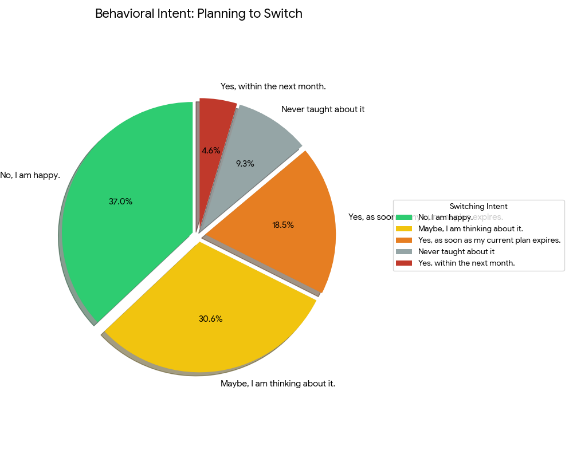 Behavioral Intent: Planning to Switch
Yes, within the next month.
Never taught about it
4.6%
9.3%
No, I am happy.
37.0%
Yes, as soon
expires.
18.5%
Switching Intent
No, I am happy.
Maybe, I am thinking about it.
Yes, as soon as my current plan expires.
Never taught about it
Yes, within the next month.
30.6%
Maybe, I am thinking about it.